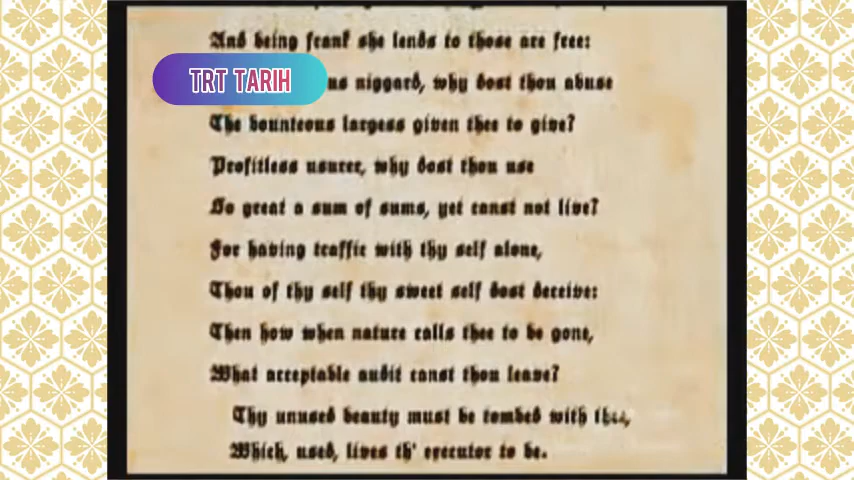 And being frank she lends to those are free:
TRT TARIH
niggard, why dost thou abuse
The bounteous largess given thee to give?
Profitless usurer, why dost thou use
So great a sum of sums, yet canst not live?
For having traffic with thy self alone,
Thou of thy self thy sweet self dost deceive:
Then how when nature calls thee to be gone,
What acceptable audit canst thou leave?
Thy unused beauty must be tombed with thee,
Which, used, lives th' executor to be.